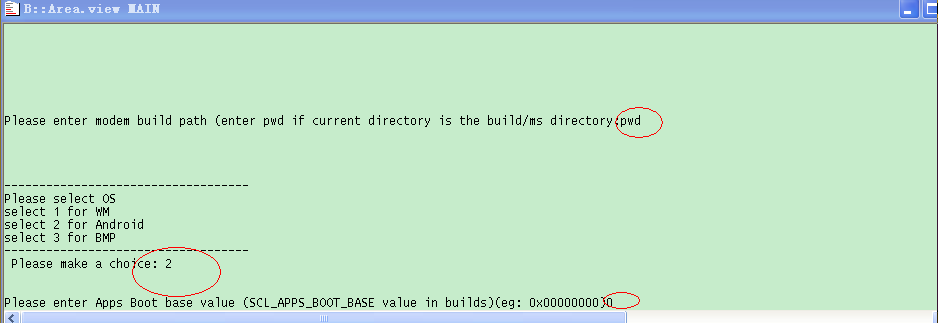 B::Area.view MAIN
Please enter modem build path (enter pwd if current directory is the build/ms directory:pwd
-----------------------------------
Please select OS
select 1 for WM
select 2 for Android
select 3 for BMP
-----------------------------------
Please make a choice: 2
Please enter Apps Boot base value (SCL_APPS_BOOT_BASE value in builds)(eg: 0x00000000)0